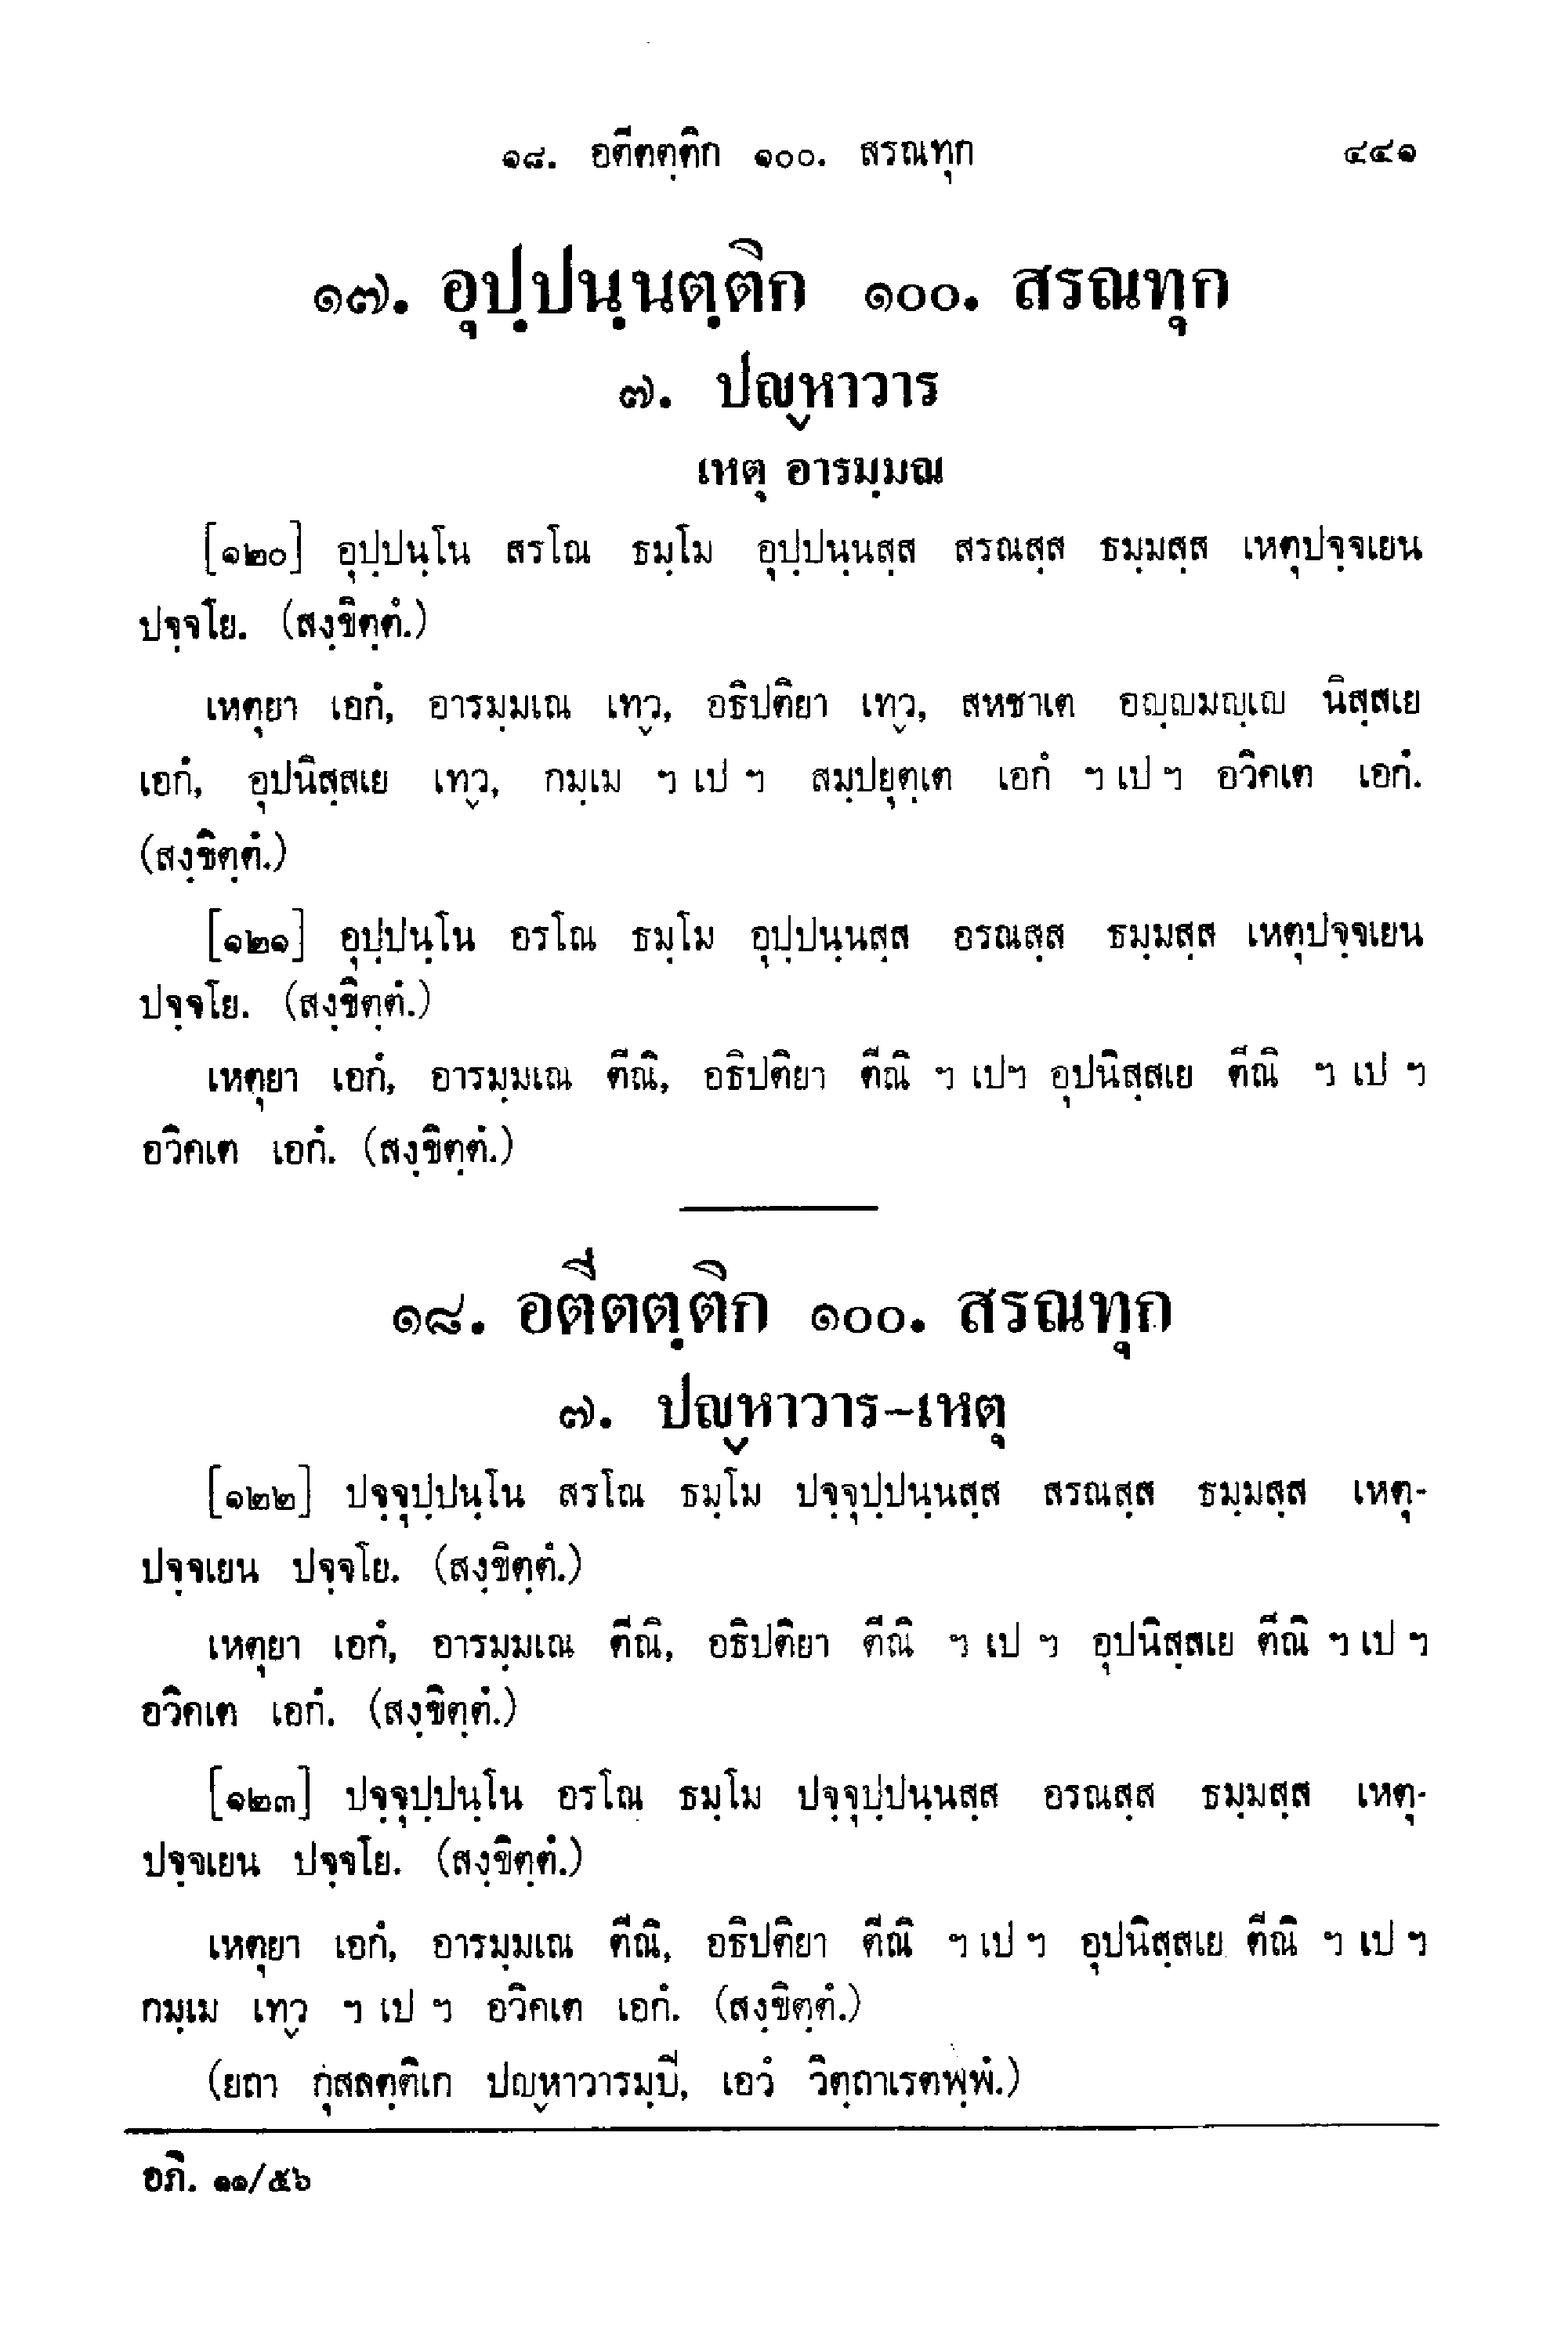 ๑๘. อตีตตฺติก ๑๐๐. สรณทุก ๔๔๑
๑๗. อุปฺปนฺนตฺติก ๑๐๐. สรณทุก
๗. ปญฺหาวาร
เหตุ อารมฺมณ
[๑๒๐] อุปฺปนฺโน สรโณ ธมฺโม อุปฺปนฺนสฺส สรณสฺส ธมฺมสฺส เหตุปจฺจเยน
ปจฺจโย. (สงฺขิตฺตํ.)
เหตุยา เอกํ, อารมฺมเณ เทฺว, อธิปติยา เทฺว, สหชาเต อญฺญมญฺเญ นิสฺสเย
เอกํ, อุปนิสฺสเย เทฺว, กมฺเม ฯ เป ฯ สมฺปยุตฺเต เอกํ ฯ เป ฯ อวิคเต เอกํ.
(สงฺขิตฺตํ.)
[๑๒๑] อุปฺปนฺโน อรโณ ธมฺโม อุปฺปนฺนสฺส อรณสฺส ธมฺมสฺส เหตุปจฺจเยน
ปจฺจโย. (สงฺขิตฺตํ.)
เหตุยา เอกํ, อารมฺมเณ ตีณิ, อธิปติยา ตีณิ ฯ เปฯ อุปนิสฺสเย ตีณิ ฯ เป ฯ
อวิคเต เอกํ. (สงฺขิตฺตํ.)
๑๘. อตีตตฺติก ๑๐๐. สรณทุก
๗. ปญฺหาวาร-เหตุ
[๑๒๒] ปจฺจุปฺปนฺโน สรโณ ธมฺโม ปจฺจุปฺปนฺนสฺส สรณสฺส ธมฺมสฺส เหตุ-
ปจฺจเยน ปจฺจโย. (สงฺขิตฺตํ.)
เหตุยา เอกํ, อารมฺมเณ ตีณิ, อธิปติยา ตีณิ ฯ เป ฯ อุปนิสฺสเย ตีณิ ฯ เป ฯ
อวิคเต เอกํ. (สงฺขิตฺตํ.)
[๑๒๓] ปจฺจุปฺปนฺโน อรโณ ธมฺโม ปจฺจุปฺปนฺนสฺส อรณสฺส ธมฺมสฺส เหตุ-
ปจฺจเยน ปจฺจโย. (สงฺขิตฺตํ.)
เหตุยา เอกํ, อารมฺมเณ ตีณิ, อธิปติยา ตีณิ ฯ เป ฯ อุปนิสฺสเย ตีณิ ฯ เป ฯ
กมฺเม เทฺว ฯ เป ฯ อวิคเต เอกํ. (สงฺขิตฺตํ.)
(ยถา กุสลตฺติเก ปญฺหาวารมฺปี, เอวํ วิตฺถาเรตพฺพํ.)
อภิ. ๑๑/๕๖